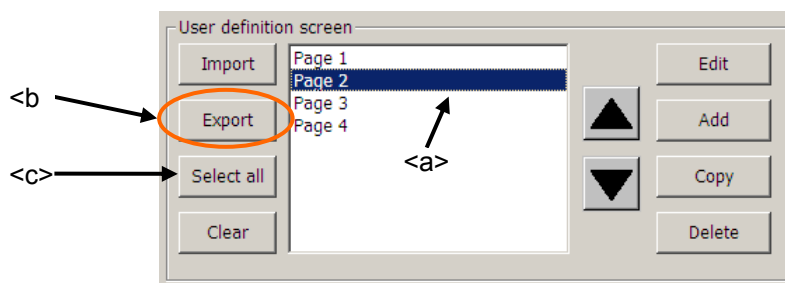 User definition screen
Import
Page 1
Edit
Page 2
<b
Export
Page 3
Add
Page 4
<a>
<c>
Select all
Copy
Clear
Delete